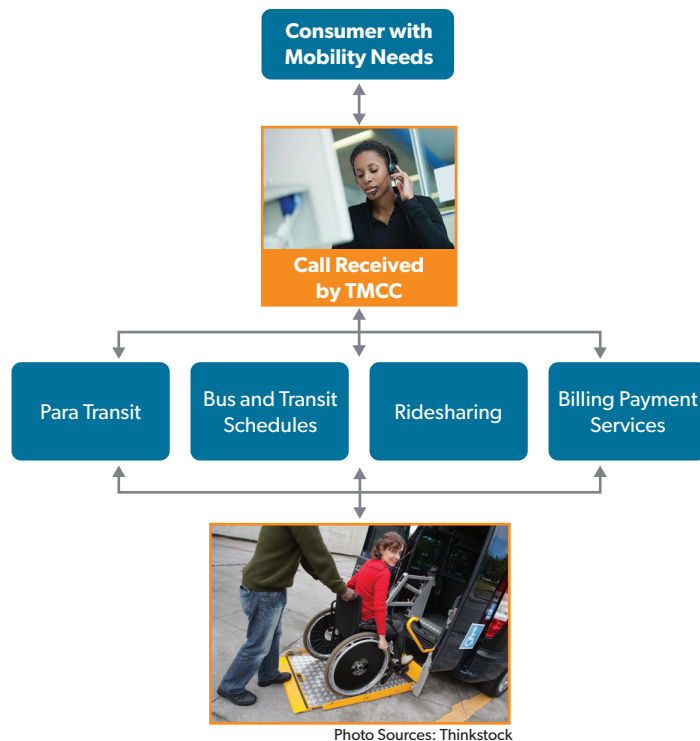 Consumer with
Mobility Needs
Call Received
by TMCC
Para Transit
Bus and Transit
Schedules
Ridesharing
Billing Payment
Services
Photo Sources: Thinkstock